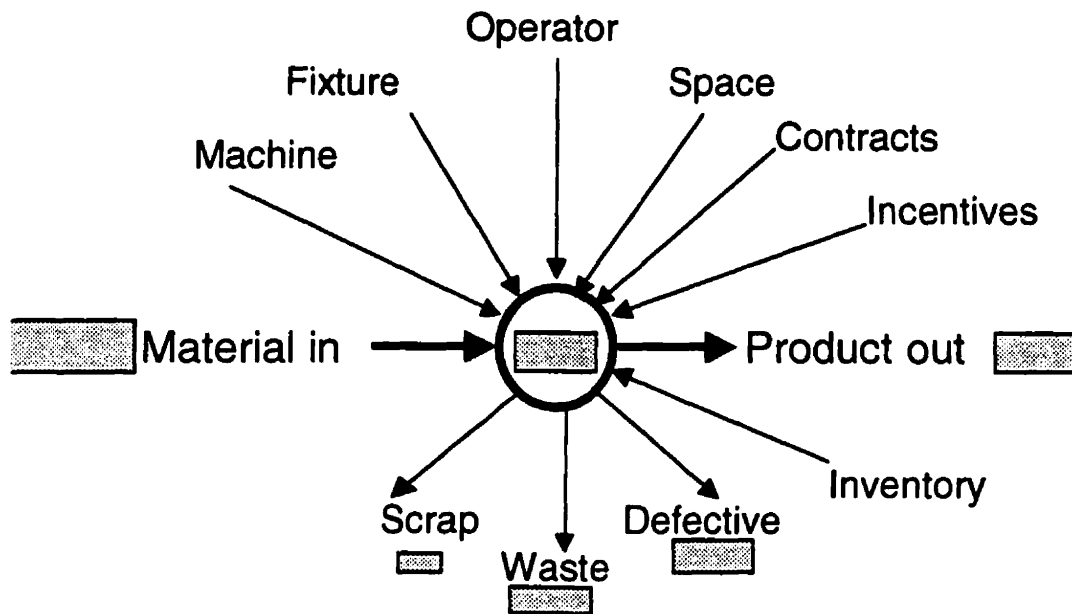 Operator
Fixture
Space
Machine
Contracts
Incentives
Material in
Product out
Inventory
Scrap
Defective
Waste